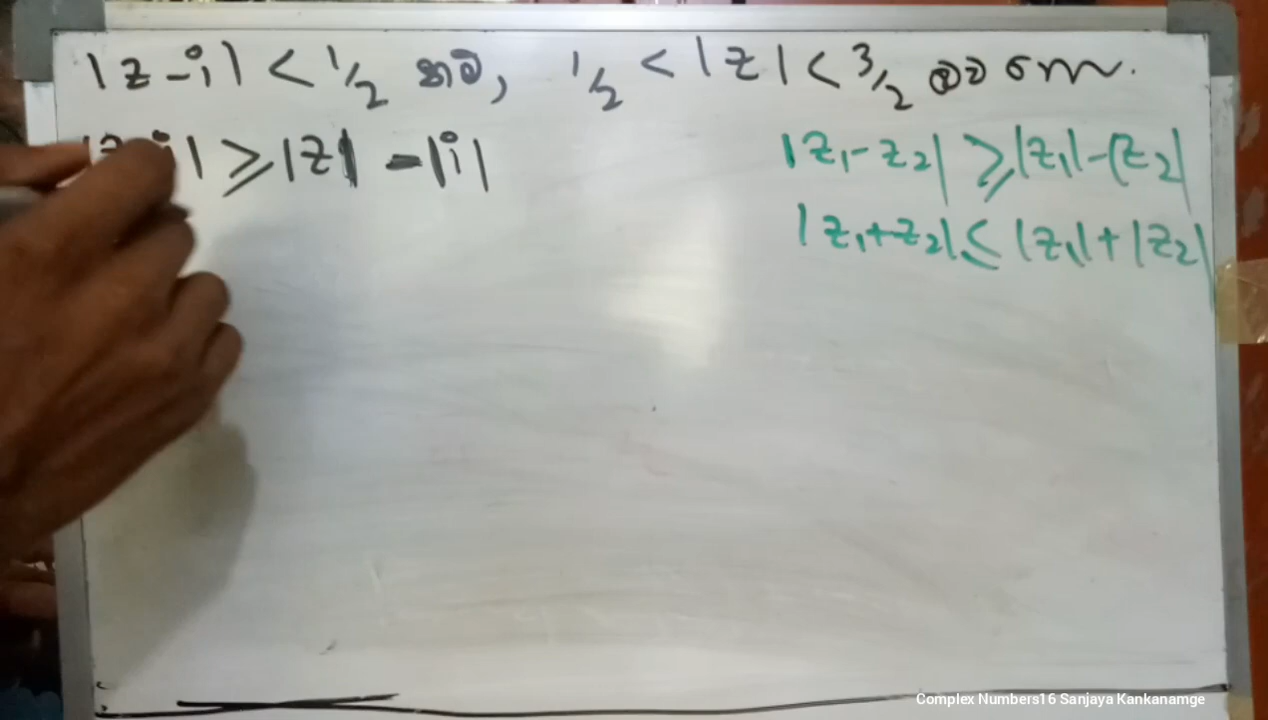 |z-i| < 1/2 නම්, 1/2 < |z| < 3/2 බව
| i| ≥ |z| - |i|
|z₁-z₂| ≥ |z₁|-|z₂|
|z₁+z₂| ≤ |z₁|+|z₂|
Complex Numbers16 Sanjaya Kankanamge